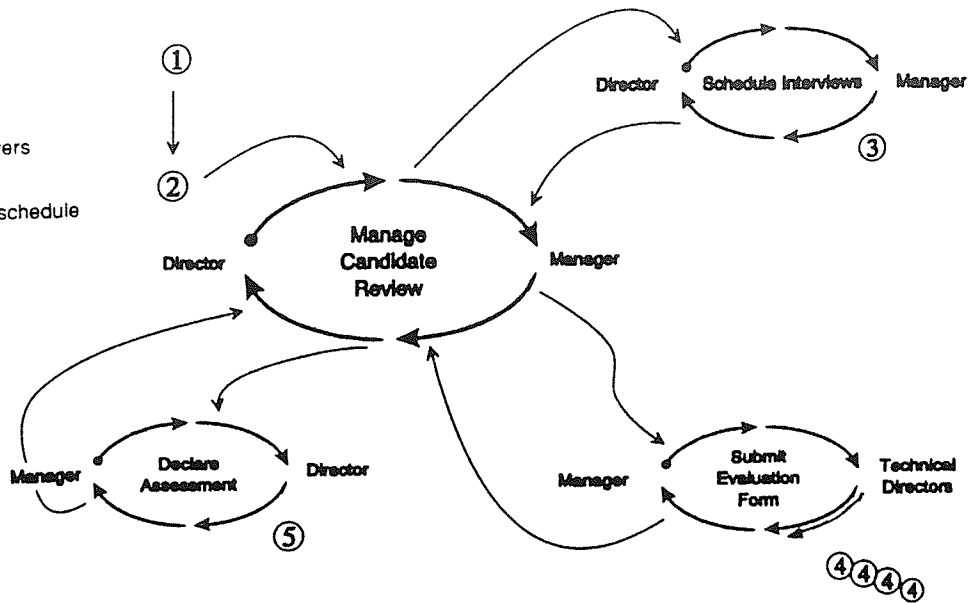 ①
ers
②
schedule
Director
Schedule Interviews
Manager
③
Manage
Candidate
Review
Director
Manager
Manager
Declare
Assessment
Director
⑤
Manager
Submit
Evaluation
Form
Technical
Directors
④④④④